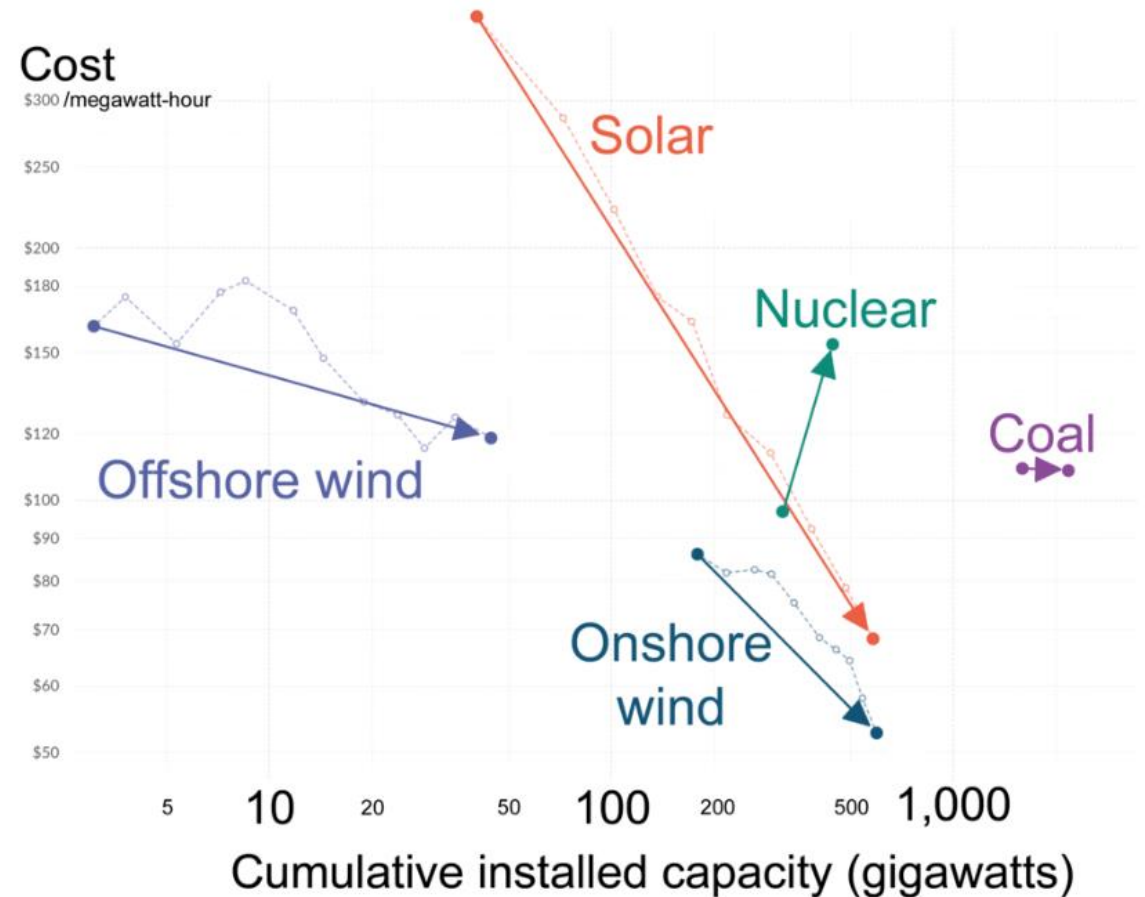 Cost
$300 /megawatt-hour
Solar
$250
$200
$180
Nuclear
$150
$120
Coal
Offshore wind
$100
$90
$80
$70
Onshore
wind
$60
$50
5 10 20 50 100 200 500 1,000
Cumulative installed capacity (gigawatts)